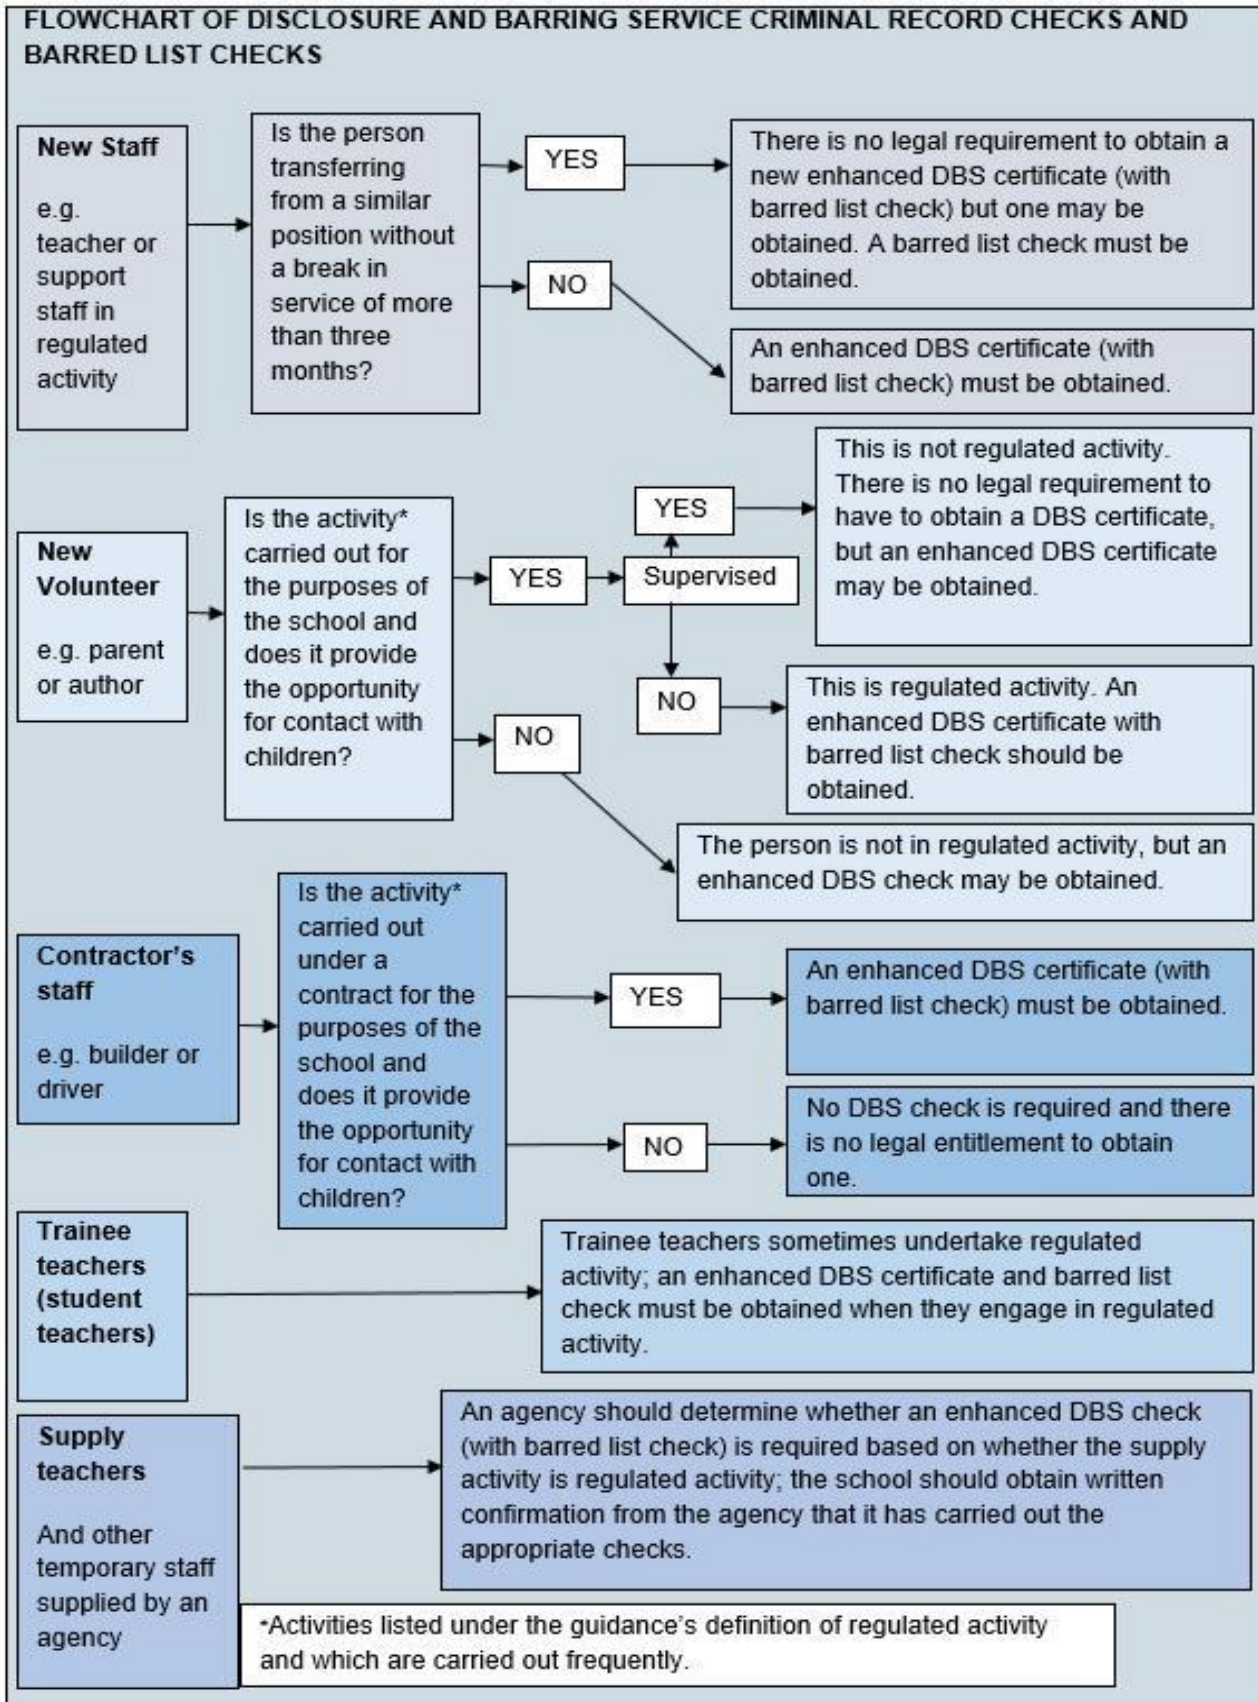 FLOWCHART OF DISCLOSURE AND BARRING SERVICE CRIMINAL RECORD CHECKS AND
BARRED LIST CHECKS
New Staff
e.g.
teacher or
support
staff in
regulated
activity
Is the person
transferring
from a similar
position without
a break in
service of more
than three
months?
YES
There is no legal requirement to obtain a
new enhanced DBS certificate (with
barred list check) but one may be
obtained. A barred list check must be
obtained.
NO
An enhanced DBS certificate (with
barred list check) must be obtained.
New
Volunteer
e.g. parent
or author
Is the activity*
carried out for
the purposes of
the school and
does it provide
the opportunity
for contact with
children?
YES
Supervised
YES
This is not regulated activity.
There is no legal requirement to
have to obtain a DBS certificate,
but an enhanced DBS certificate
may be obtained.
NO
This is regulated activity. An
enhanced DBS certificate with
barred list check should be
obtained.
NO
The person is not in regulated activity, but an
enhanced DBS check may be obtained.
Contractor's
staff
e.g. builder or
driver
Is the activity*
carried out
under a
contract for the
purposes of the
school and
does it provide
the opportunity
for contact with
children?
YES
An enhanced DBS certificate (with
barred list check) must be obtained.
NO
No DBS check is required and there
is no legal entitlement to obtain
one.
Trainee
teachers
(student
teachers)
Trainee teachers sometimes undertake regulated
activity; an enhanced DBS certificate and barred list
check must be obtained when they engage in regulated
activity.
Supply
teachers
And other
temporary staff
supplied by an
agency
An agency should determine whether an enhanced DBS check
(with barred list check) is required based on whether the supply
activity is regulated activity; the school should obtain written
confirmation from the agency that it has carried out the
appropriate checks.
*Activities listed under the guidance's definition of regulated activity
and which are carried out frequently.